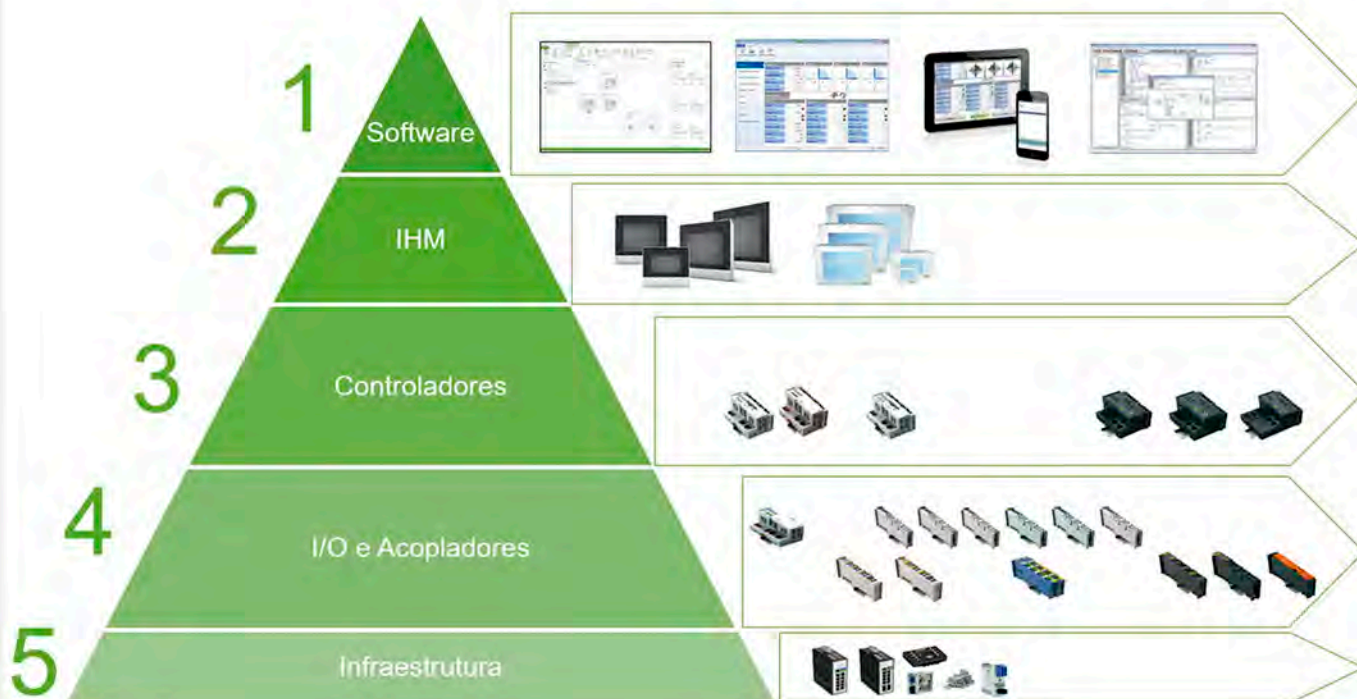 1
Software
2
IHM
3
Controladores
4
I/O e Acopladores
5
Infraestrutura